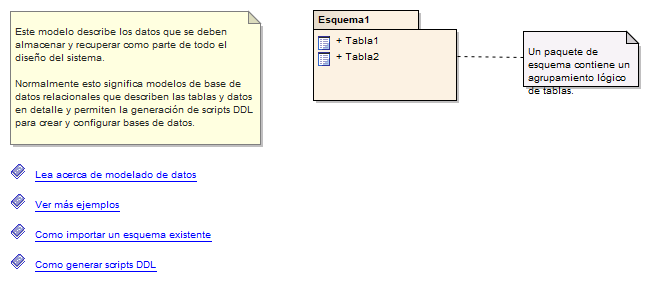 Este modelo describe los datos que se deben
almacenar y recuperar como parte de todo el
diseño del sistema.
Normalmente esto significa modelos de base de
datos relacionales que describen las tablas y datos
en detalle y permiten la generación de scripts DDL
para crear y configurar bases de datos.
Esquema1
+ Tabla1
+ Tabla2
Un paquete de
esquema contiene un
agrupamiento lógico
de tablas.
Lea acerca de modelado de datos
Ver más ejemplos
Como importar un esquema existente
Como generar scripts DDL